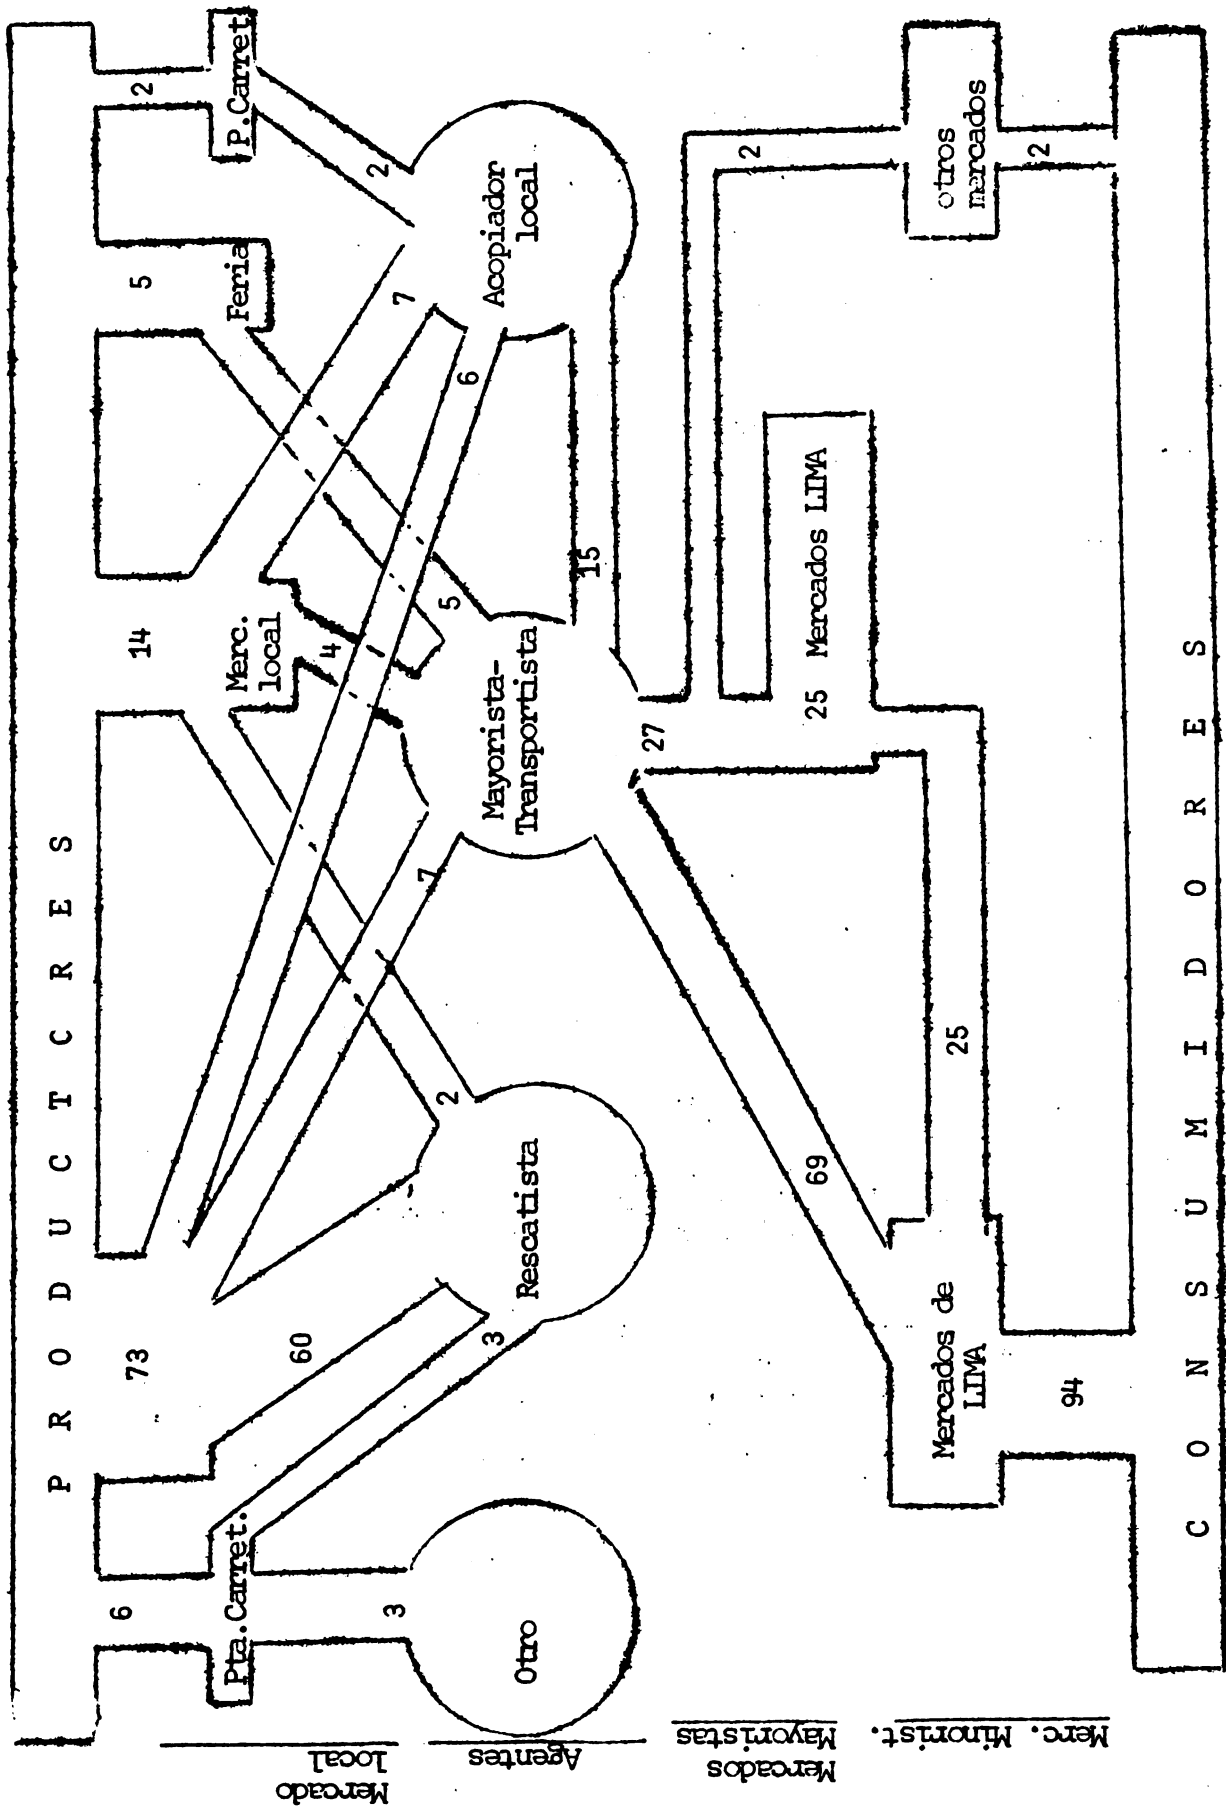 P R O D U C T C R E S
6
73
14
5
2
Pta.Carret.
Merc.
local
Feria
P.Carret
3
60
3
2
7
4
5
7
6
2
Otro
Rescatista
Mayorista-
Transportista
Acopiador
local
15
27
69
2
25 Mercados LIMA
25
Mercados de
LIMA
otros
mercados
94
2
C O N S U M I D O R E S
Mercado
local
Agentes
Mercados
Mayoristas
Merc. Minorist.